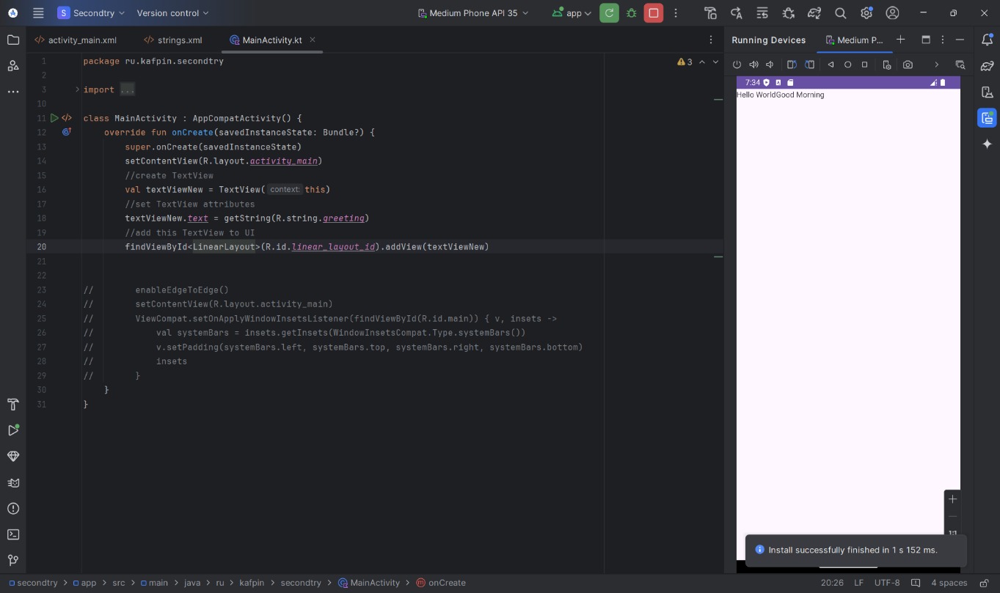 S Secondtry Version control Medium Phone API 35 app
activity_main.xml strings.xml MainActivity.kt
Running Devices Medium P...
1 package ru.kafpin.secondtry
3
2
3 import ...
10
11 class MainActivity : AppCompatActivity() {
12 override fun onCreate(savedInstanceState: Bundle?) {
13 super.onCreate(savedInstanceState)
14 setContentView(R.layout.activity_main)
15 //create TextView
16 val textViewNew = TextView( context: this)
17 //set TextView attributes
18 textViewNew.text = getString(R.string.greeting)
19 //add this TextView to UI
20 findViewById<LinearLayout>(R.id.linear_layout_id).addView(textViewNew)
21
22
23 // enableEdgeToEdge()
24 // setContentView(R.layout.activity_main)
25 // ViewCompat.setOnApplyWindowInsetsListener(findViewById(R.id.main)) { v, insets ->
26 // val systemBars = insets.getInsets(WindowInsetsCompat.Type.systemBars())
27 // v.setPadding(systemBars.left, systemBars.top, systemBars.right, systemBars.bottom)
28 // insets
29 // }
30 }
31 }
7:34
Hello WorldGood Morning
1:1
Install successfully finished in 1 s 152 ms.
secondtry > app > src > main > java > ru > kafpin > secondtry > MainActivity > onCreate
20:26 LF UTF-8 4 spaces